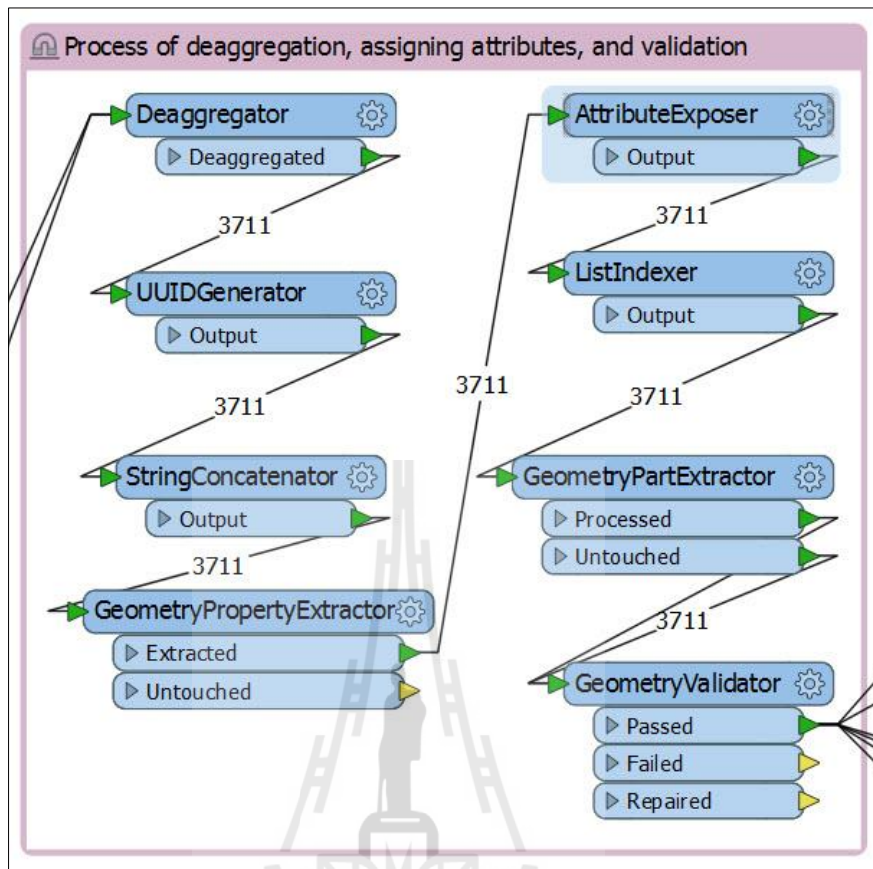 Process of deaggregation, assigning attributes, and validation
Deaggregator
Deaggregated
3711
UUIDGenerator
Output
3711
StringConcatenator
Output
3711
GeometryPropertyExtractor
Extracted
Untouched
3711
AttributeExposer
Output
3711
ListIndexer
Output
3711
GeometryPartExtractor
Processed
Untouched
3711
GeometryValidator
Passed
Failed
Repaired